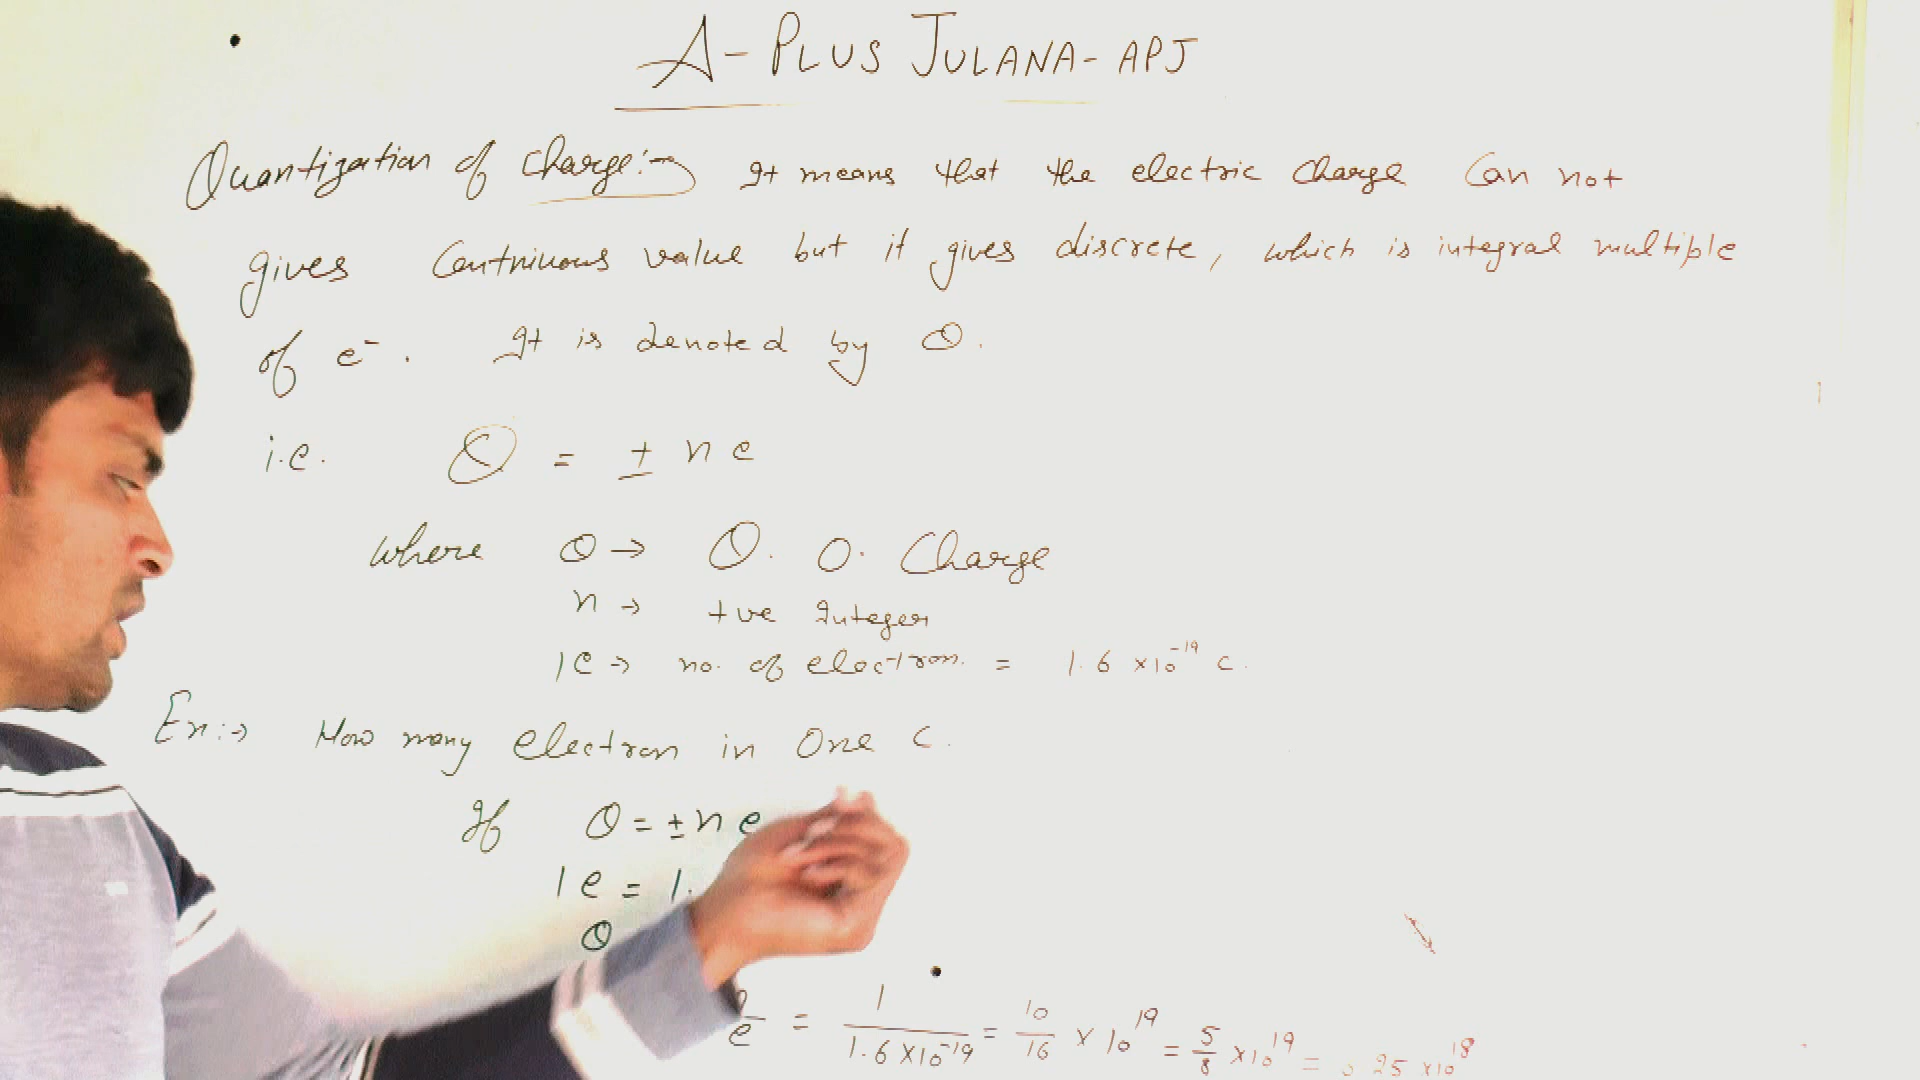 A-PLUS JULANA-APJ
Quantization of Charge:→ It means that the electric charge can not
gives Continuous value but it gives discrete, which is integral multiple
of e⁻. It is denoted by Q.
i.e. Q = ± n e
where Q → Q. O. Charge
n → +ve Integer
1e → no. of electron = 1.6 ×10⁻¹⁹ C.
Ex:→ How many electron in One C.
If Q = ± n e
1 e = 1.
Q
e = 1 / 1.6 ×10⁻¹⁹ = 10/16 × 10¹⁹ = 5/8 ×10¹⁹ = 25 ×10¹⁸